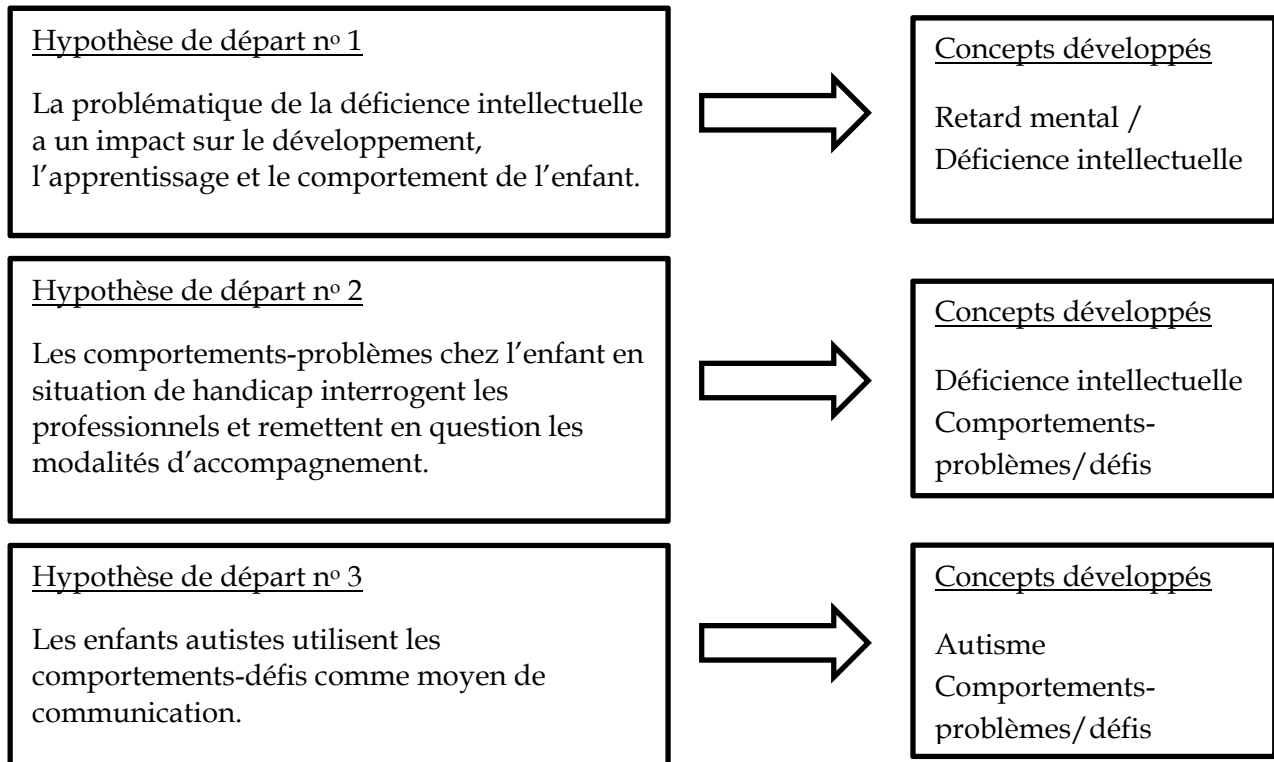 Hypothèse de départ nº 1
La problématique de la déficience intellectuelle
a un impact sur le développement,
l’apprentissage et le comportement de l’enfant.
Concepts développés
Retard mental /
Déficience intellectuelle
Hypothèse de départ nº 2
Les comportements-problèmes chez l’enfant en
situation de handicap interrogent les
professionnels et remettent en question les
modalités d’accompagnement.
Concepts développés
Déficience intellectuelle
Comportements-
problèmes/défis
Hypothèse de départ nº 3
Les enfants autistes utilisent les
comportements-défis comme moyen de
communication.
Concepts développés
Autisme
Comportements-
problèmes/défis